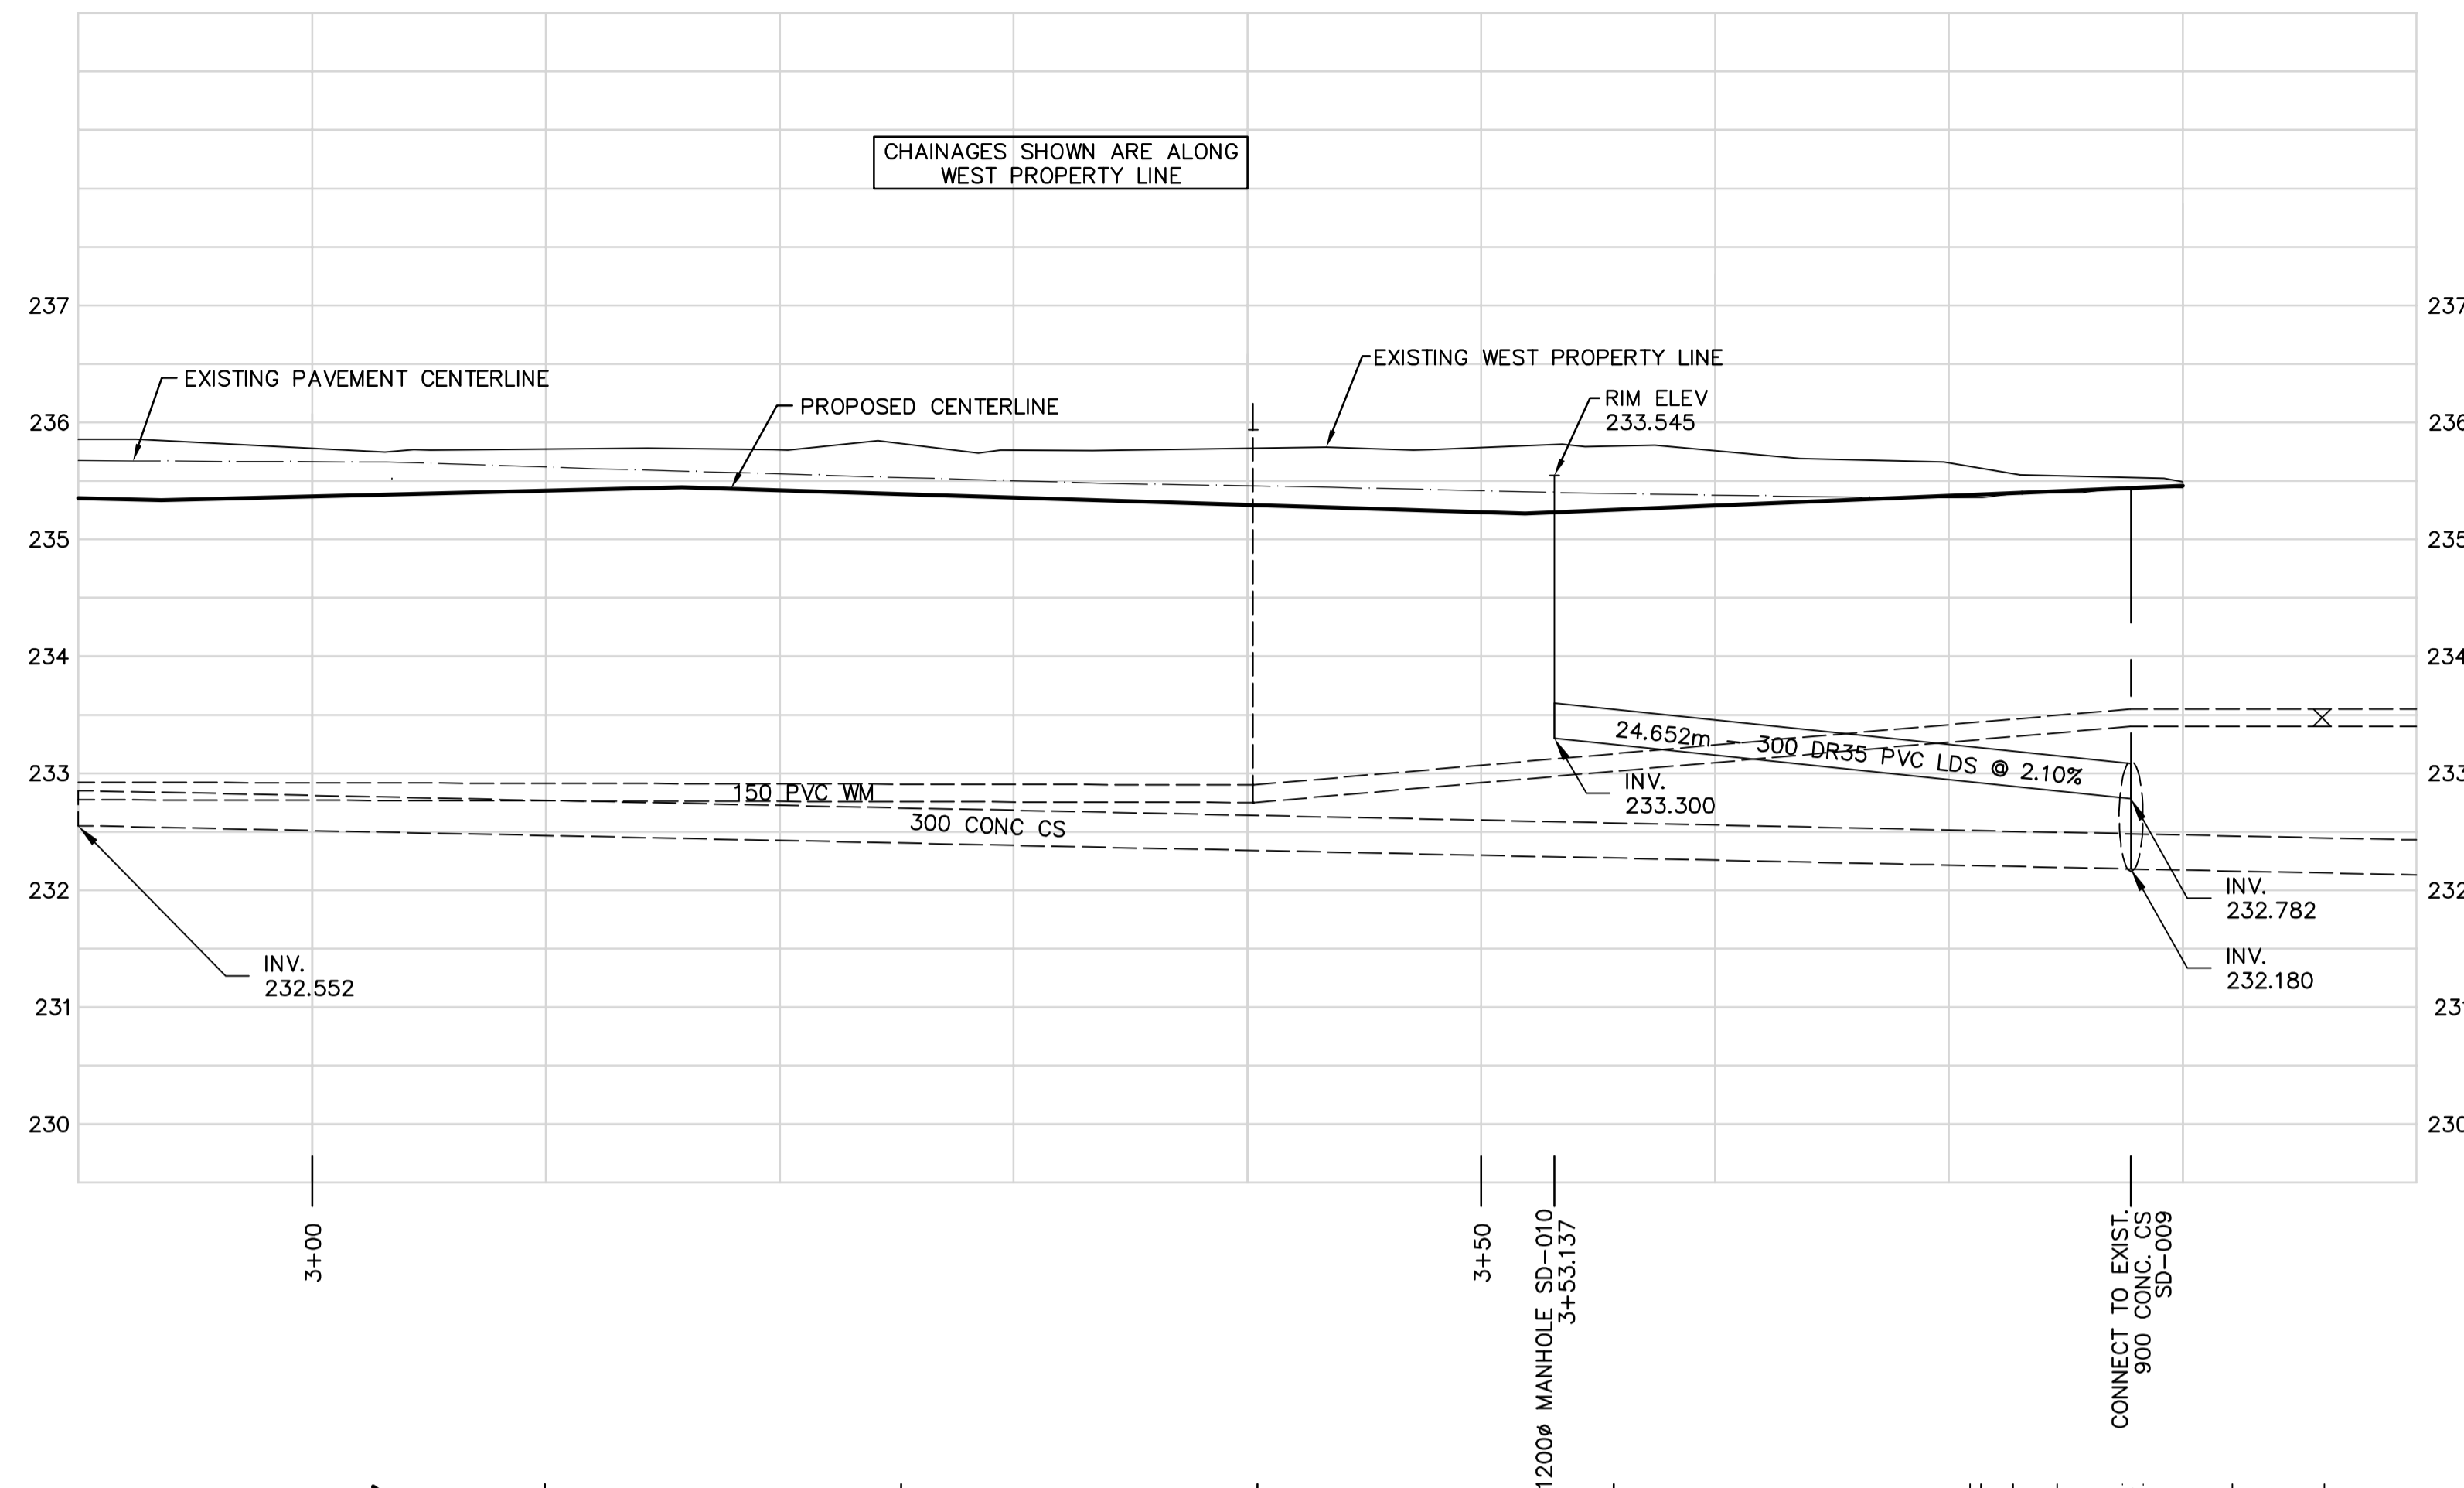 CHAINAGES SHOWN ARE ALONG
WEST PROPERTY LINE
237
237
EXISTING WEST PROPERTY LINE
EXISTING PAVEMENT CENTERLINE
RIM ELEV
233.545
PROPOSED CENTERLINE
236
236
235
235
234
234
24.652m - 300 DR35 PVC LDS @ 2.10%
233
233
INV.
233.300
150 PVC WM
300 CONC CS
232
232
INV.
232.782
INV.
232.180
INV.
232.552
231
231
230
230
3+00
3+50
1200ø MANHOLE SD-010
3+53.137
CONNECT TO EXIST.
900 CONC. CS
SD-009